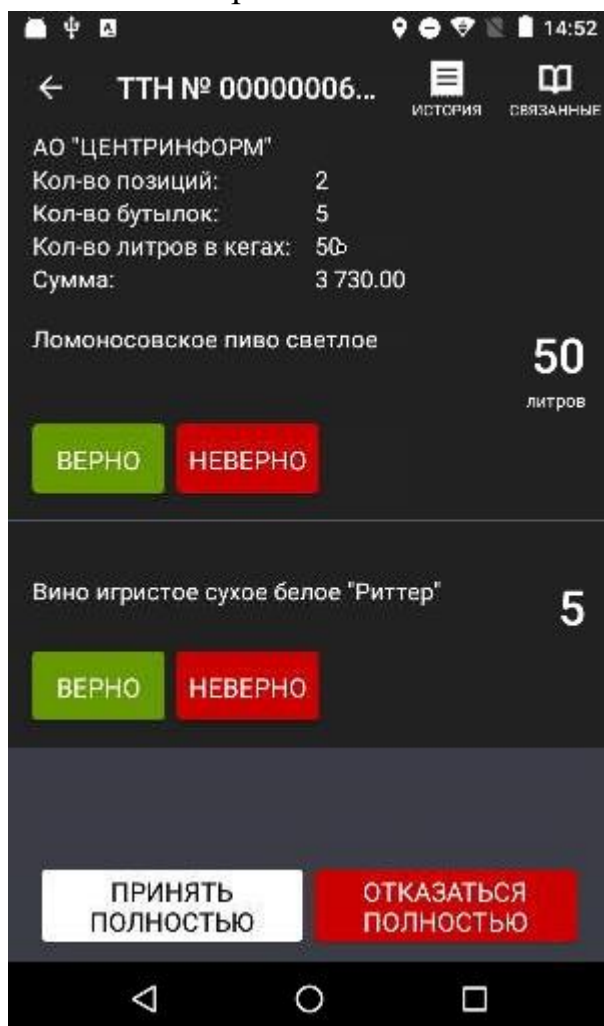 14:52
ТТН № 00000006...
ИСТОРИЯ
СВЯЗАННЫЕ
АО "ЦЕНТРИНФОРМ"
Кол-во позиций: 2
Кол-во бутылок: 5
Кол-во литров в кегах: 50
Сумма: 3 730.00
Ломоносовское пиво светлое
50
литров
ВЕРНО НЕВЕРНО
Вино игристое сухое белое "Риттер"
5
ВЕРНО НЕВЕРНО
ПРИНЯТЬ
ПОЛНОСТЬЮ
ОТКАЗАТЬСЯ
ПОЛНОСТЬЮ